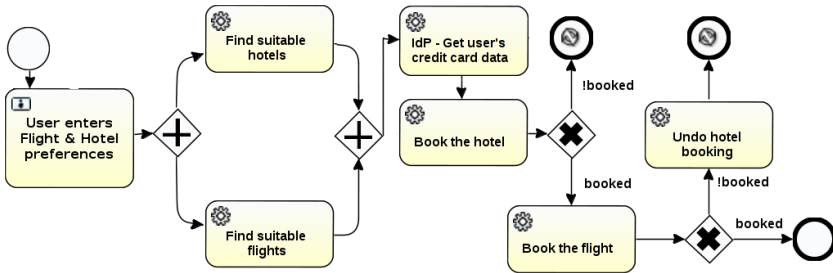 User enters
Flight & Hotel
preferences
Find suitable
hotels
Find suitable
flights
IdP - Get user's
credit card data
Book the hotel
!booked
booked
Book the flight
Undo hotel
booking
!booked
booked